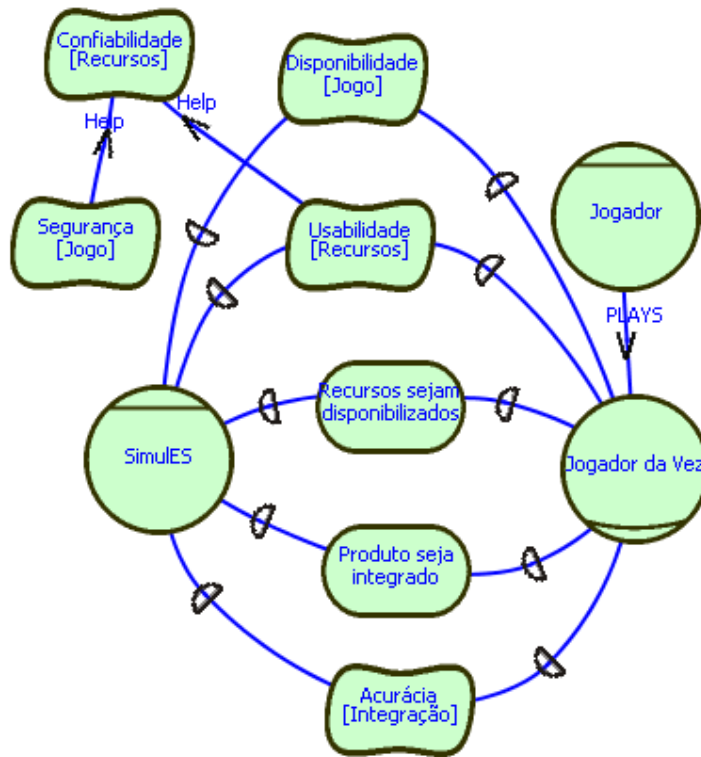 Confiabilidade
[Recursos]
Disponibilidade
[Jogo]
Help
Help
Segurança
[Jogo]
Usabilidade
[Recursos]
Jogador
PLAYS
Recursos sejam
disponibilizados
SimulES
Jogador da Vez
Produto seja
integrado
Acurácia
[Integração]